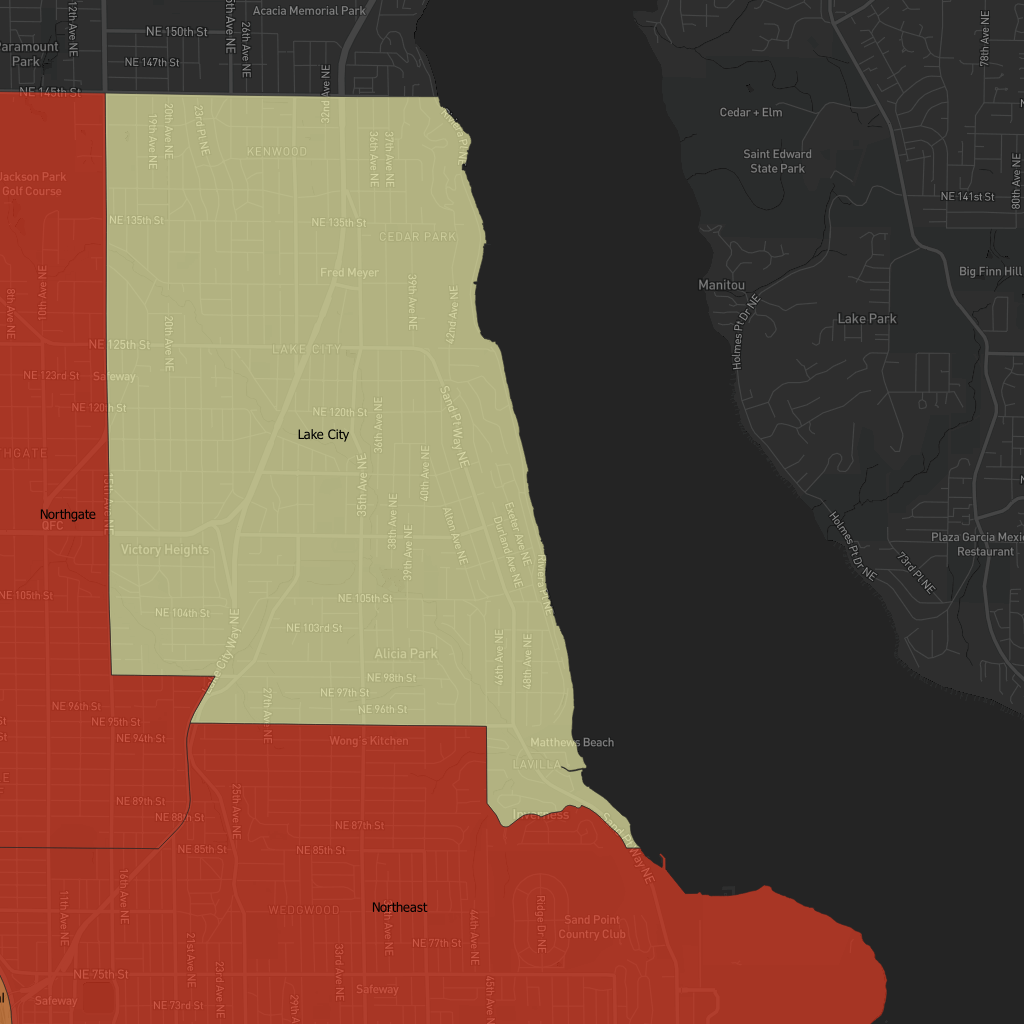 Acacia Memorial Park
12th Ave NE
26th Ave NE
78th Ave NE
NE 150th St
Paramount
Park
NE 147th St
32nd Ave NE
NE 145th St
Cedar + Elm
20th Ave NE
19th Ave NE
23rd Pl NE
36th Ave NE
37th Ave NE
KENWOOD
Saint Edward
State Park
80th Ave NE
Jackson Park
Golf Course
NE 141st St
NE 135th St
NE 135th St
CEDAR PARK
Fred Meyer
Big Finn Hill
Manitou
8th Ave NE
10th Ave NE
39th Ave NE
42nd Ave NE
Holmes Pt Dr NE
Lake Park
20th Ave NE
NE 125th St
LAKE CITY
NE 123rd St
Safeway
NE 120th St
NE 120th St
36th Ave NE
Sand Pt Way NE
Lake City
THGATE
15th Ave NE
35th Ave NE
40th Ave NE
Northgate
QFC
38th Ave NE
39th Ave NE
Alton Ave NE
Exeter Ave NE
Durland Ave NE
Holmes Pt Dr NE
Plaza Garcia Mexic
Restaurant
Victory Heights
Riviera Pl NE
73rd Pl NE
NE 105th St
NE 105th St
NE 104th St
NE 103rd St
Lake City Way NE
Alicia Park
46th Ave NE
48th Ave NE
NE 98th St
NE 97th St
NE 96th St
27th Ave NE
NE 96th St
NE 95th St
NE 94th St
Wong's Kitchen
Matthews Beach
LAVILLA
NE 89th St
NE 88th St
25th Ave NE
NE 87th St
Inverness
Sand Pt Way NE
NE 85th St
NE 85th St
16th Ave NE
11th Ave NE
WEDGWOOD
Northeast
44th Ave NE
Ridge Dr NE
Sand Point
Country Club
21st Ave NE
33rd Ave NE
NE 77th St
NE 75th St
23rd Ave NE
45th Ave NE
Safeway
Safeway
NE 73rd St